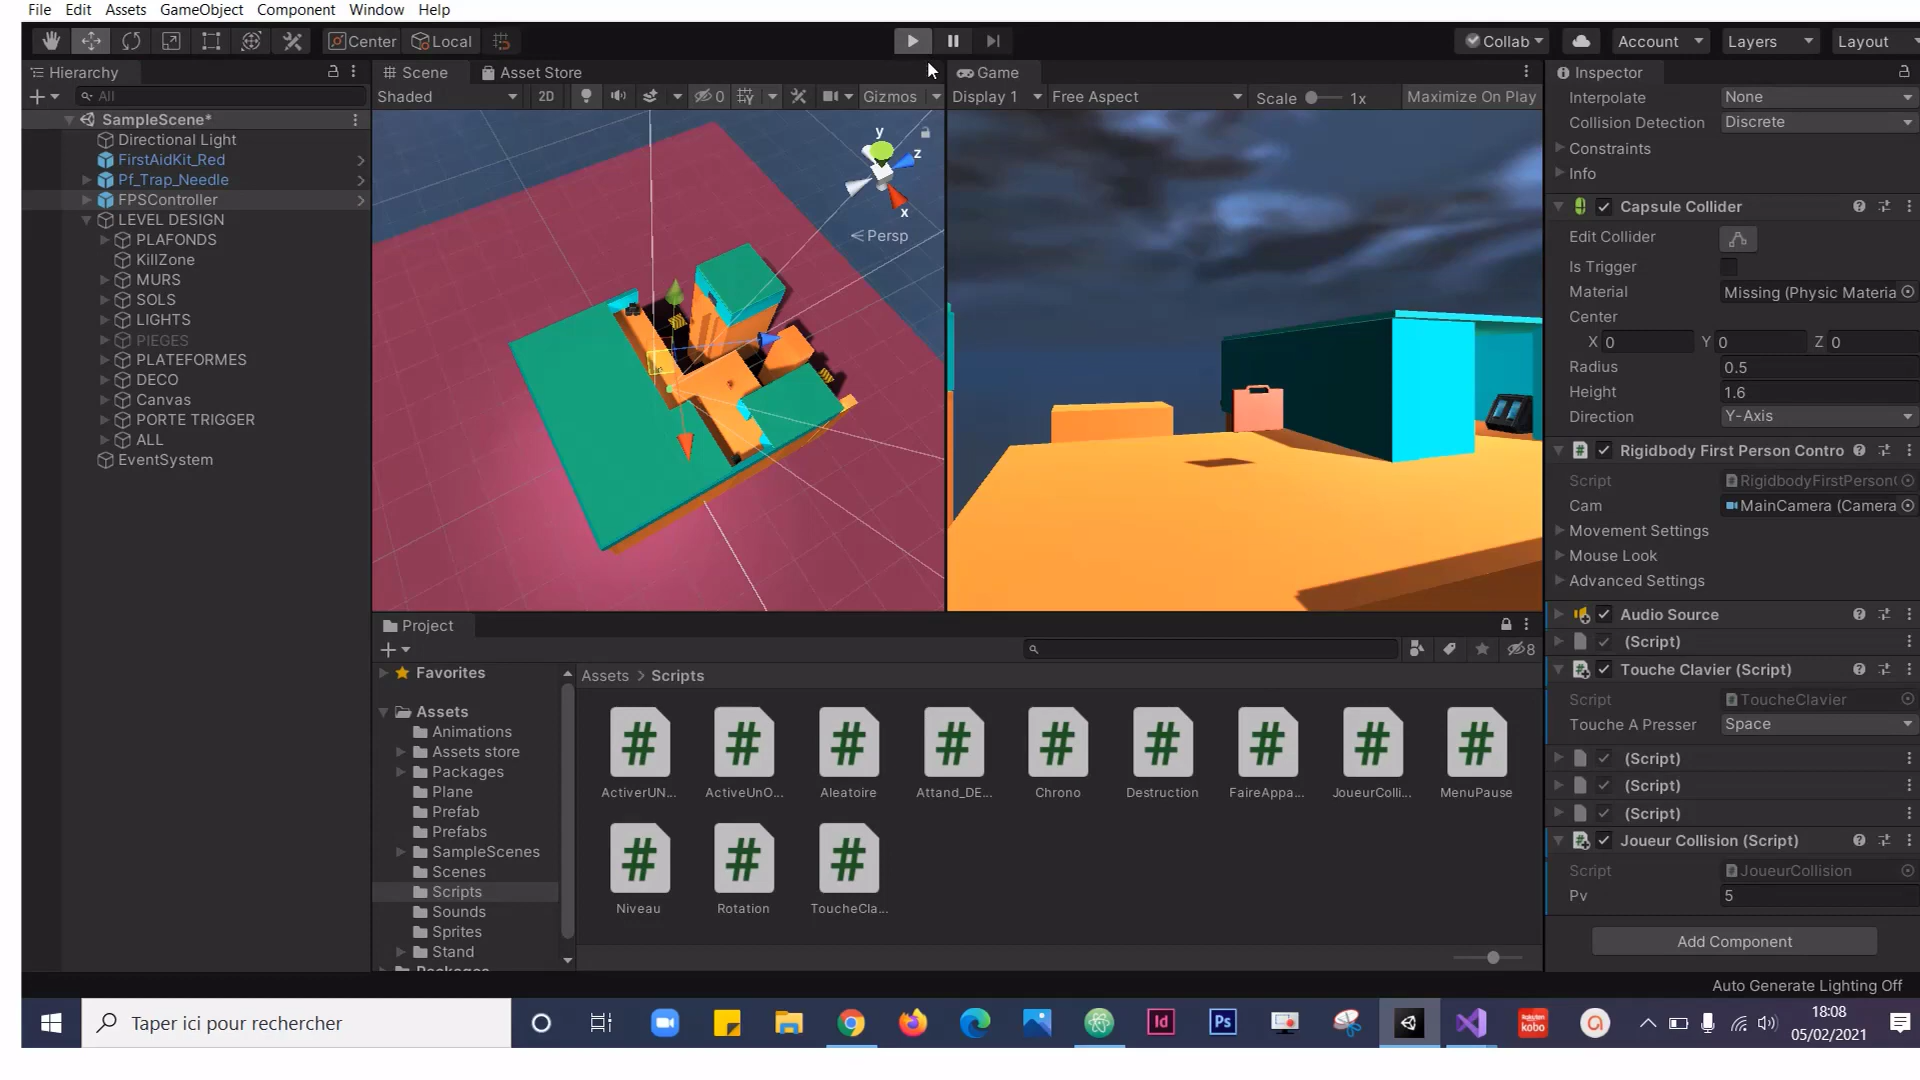 File Edit Assets GameObject Component Window Help
Center Local Collab Account Layers Layout
Hierarchy
All
SampleScene*
Directional Light
FirstAidKit_Red
Pf_Trap_Needle
FPSController
LEVEL DESIGN
PLAFONDS
KillZone
MURS
SOLS
LIGHTS
PIEGES
PLATEFORMES
DECO
Canvas
PORTE TRIGGER
ALL
EventSystem
Scene Asset Store
Shaded 2D 0 Gizmos
y
z
x
Persp
Game
Display 1 Free Aspect Scale 1x Maximize On Play
Project
8
Favorites
Assets
Animations
Assets store
Packages
Plane
Prefab
Prefabs
SampleScenes
Scenes
Scripts
Sounds
Sprites
Stand
Packages
Assets > Scripts
ActiverUN... ActiveUnO... Aleatoire Attand_DE... Chrono Destruction FaireAppa... JoueurColli... MenuPause
Niveau Rotation ToucheCla...
Inspector
Interpolate None
Collision Detection Discrete
Constraints
Info
Capsule Collider
Edit Collider
Is Trigger
Material Missing (Physic Materia
Center
X 0 Y 0 Z 0
Radius 0.5
Height 1.6
Direction Y-Axis
Rigidbody First Person Contro
Script RigidbodyFirstPerson
Cam MainCamera (Camera
Movement Settings
Mouse Look
Advanced Settings
Audio Source
(Script)
Touche Clavier (Script)
Script ToucheClavier
Touche A Presser Space
(Script)
(Script)
(Script)
Joueur Collision (Script)
Script JoueurCollision
Pv 5
Add Component
Auto Generate Lighting Off
Taper ici pour rechercher
Id
Ps
Rakuten kobo
18:08
05/02/2021